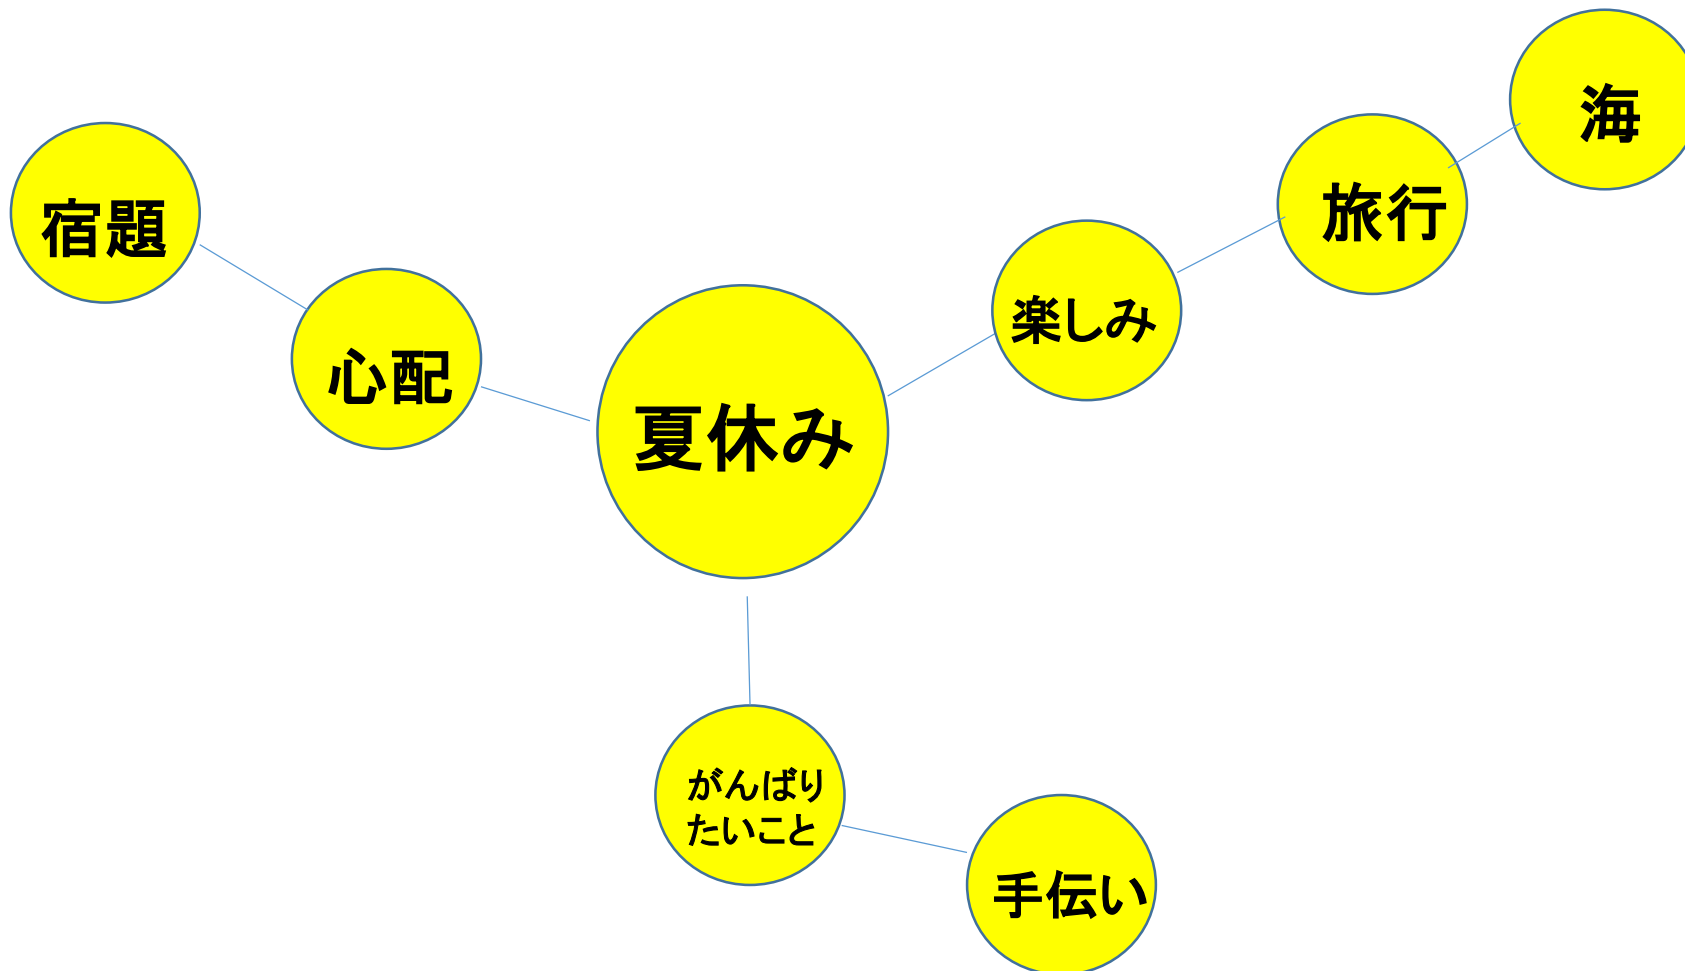 海
旅行
宿題
楽しみ
心配
夏休み
がんばり
たいこと
手伝い